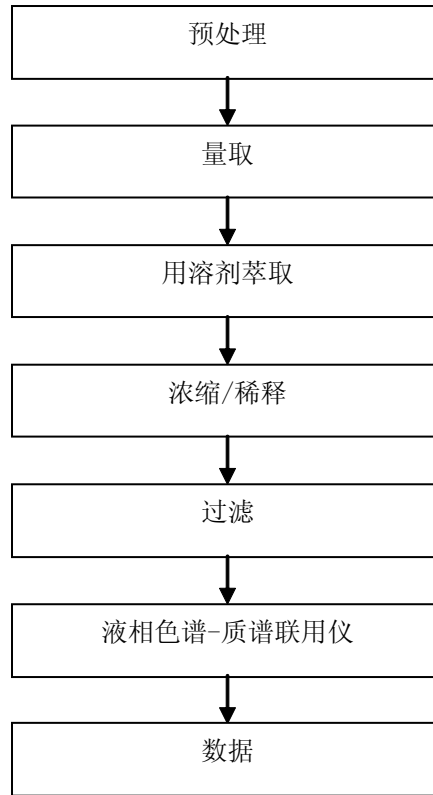 预处理
量取
用溶剂萃取
浓缩/稀释
过滤
液相色谱-质谱联用仪
数据